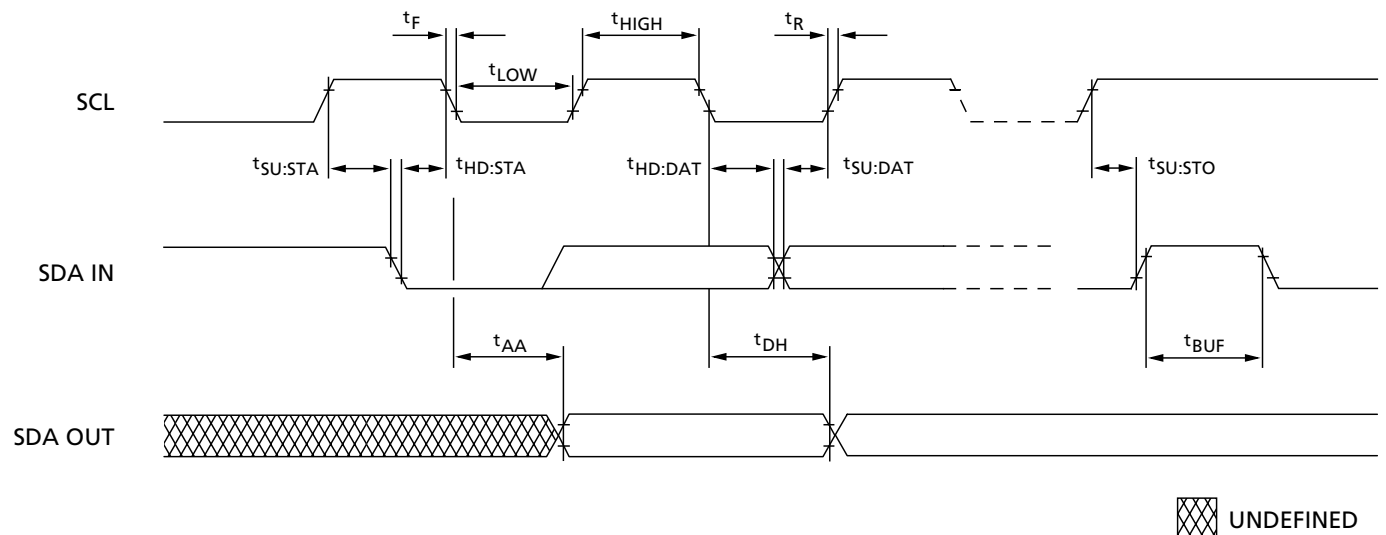 tF
tHIGH
tR
tLOW
SCL
tSU:STA
tHD:STA
tHD:DAT
tSU:DAT
tSU:STO
SDA IN
tAA
tDH
tBUF
SDA OUT
UNDEFINED